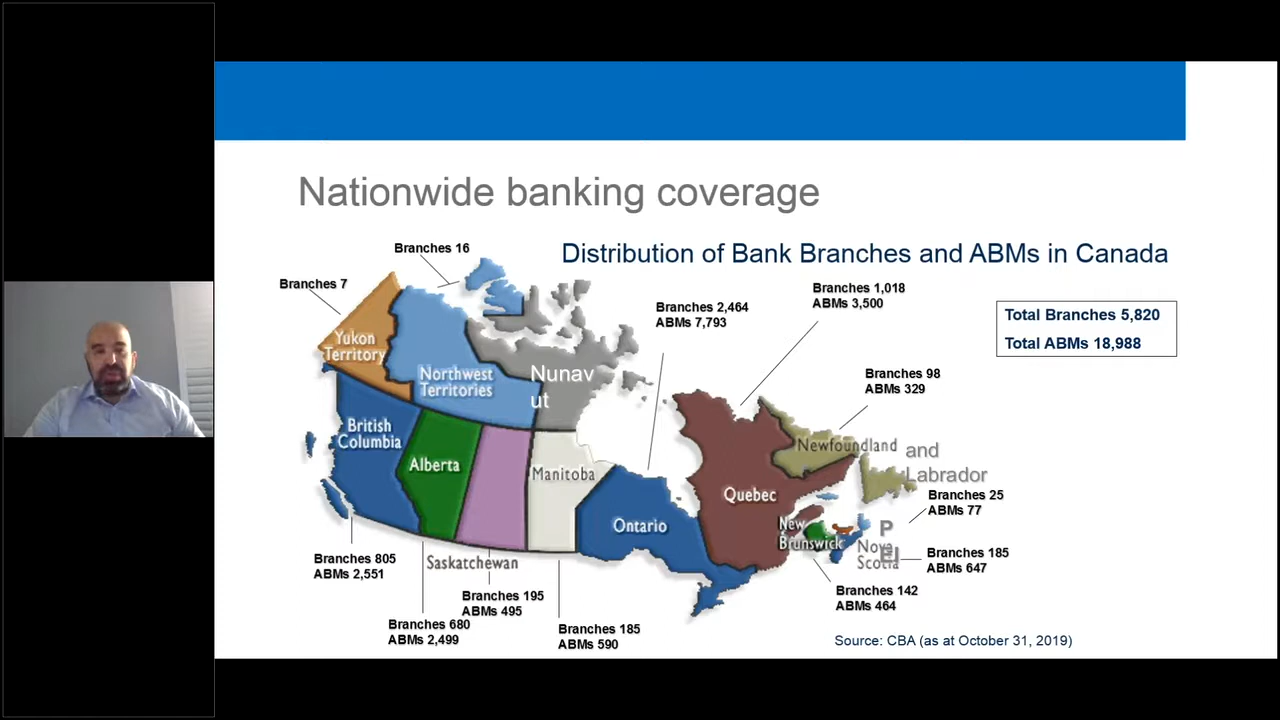 Nationwide banking coverage
Distribution of Bank Branches and ABMs in Canada
Total Branches 5,820
Total ABMs 18,988
Branches 16
Branches 7
Branches 2,464
ABMs 7,793
Branches 1,018
ABMs 3,500
Branches 98
ABMs 329
Yukon
Territory
Northwest
Territories
Nunav
ut
British
Columbia
Alberta
Manitoba
Ontario
Quebec
Newfoundland
and
Labrador
New
Brunswick
P
EI
Nova
Scotia
Saskatchewan
Branches 25
ABMs 77
Branches 185
ABMs 647
Branches 142
ABMs 464
Branches 805
ABMs 2,551
Branches 680
ABMs 2,499
Branches 195
ABMs 495
Branches 185
ABMs 590
Source: CBA (as at October 31, 2019)